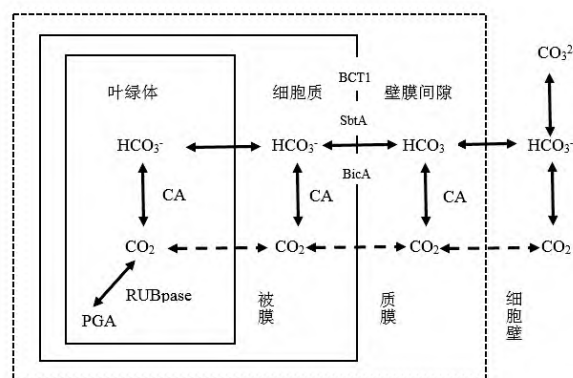 CO₃²
BCT1
叶绿体 细胞质 壁膜间隙
SbtA
HCO₃⁻ HCO₃⁻ HCO₃ HCO₃⁻
BicA
CA CA CA
CO₂ CO₂ CO₂ CO₂
RUBpase
PGA
被膜
质膜
细胞壁